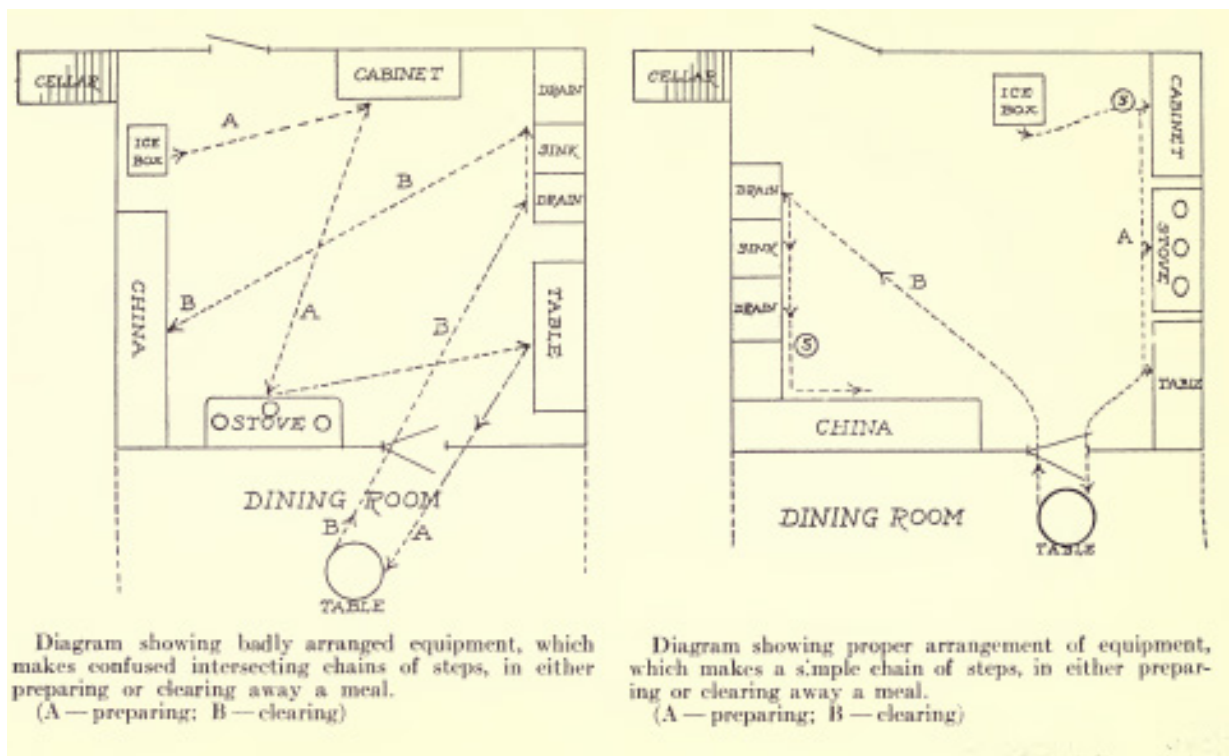 CELLAR
CABINET
DRAIN
A
ICE
BOX
SINK
B
DRAIN
CHINA
B
A
B
TABLE
STOVE
DINING ROOM
B
A
TABLE
Diagram showing badly arranged equipment, which
makes confused intersecting chains of steps, in either
preparing or clearing away a meal.
(A — preparing; B — clearing)
CELLAR
ICE
BOX
S
CABINET
DRAIN
SINK
A
STOVE
B
DRAIN
S
TABLE
CHINA
DINING ROOM
TABLE
Diagram showing proper arrangement of equipment,
which makes a simple chain of steps, in either prepar-
ing or clearing away a meal.
(A — preparing; B — clearing)